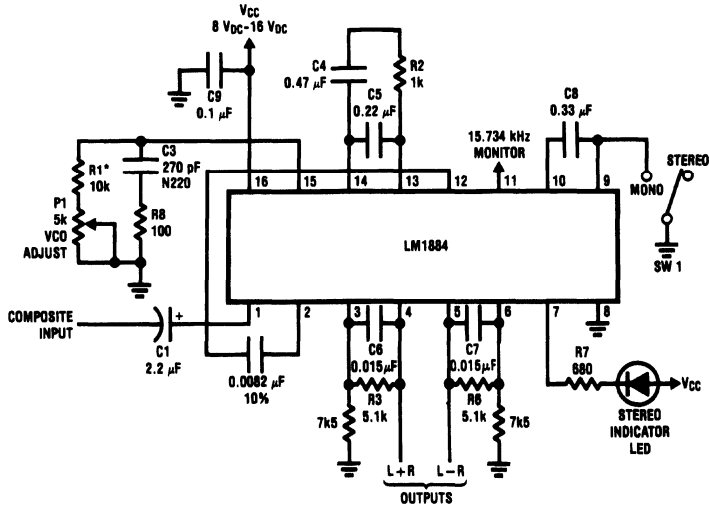 VCC
8 VDC-16 VDC
C9
0.1 µF
C4
0.47 µF
R2
1k
C5
0.22 µF
C8
0.33 µF
15.734 kHz
MONITOR
STEREO
MONO
SW 1
C3
270 pF
N220
R1*
10k
P1
5k
VCO
ADJUST
R8
100
16 15 14 13 12 11 10 9
LM1884
1 2 3 4 5 6 7 8
COMPOSITE
INPUT
+
C1
2.2 µF
0.0082 µF
10%
C6
0.015µF
R3
5.1k
7k5
C7
0.015µF
R6
5.1k
7k5
R7
680
VCC
STEREO
INDICATOR
LED
L+R L−R
OUTPUTS